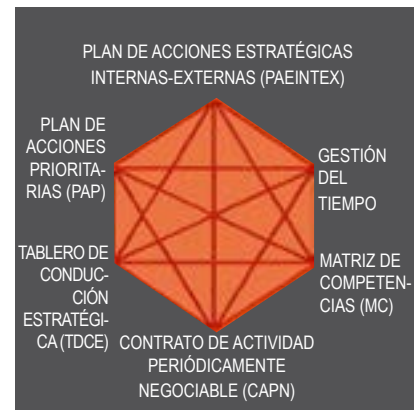 PLAN DE ACCIONES ESTRATÉGICAS
INTERNAS-EXTERNAS (PAEINTEX)
PLAN DE
ACCIONES
PRIORITA-
RIAS (PAP)
GESTIÓN
DEL
TIEMPO
TABLERO DE
CONDUC-
CIÓN
ESTRATÉGI-
CA (TDCE)
MATRIZ DE
COMPETEN-
CIAS (MC)
CONTRATO DE ACTIVIDAD
PERIÓDICAMENTE
NEGOCIABLE (CAPN)